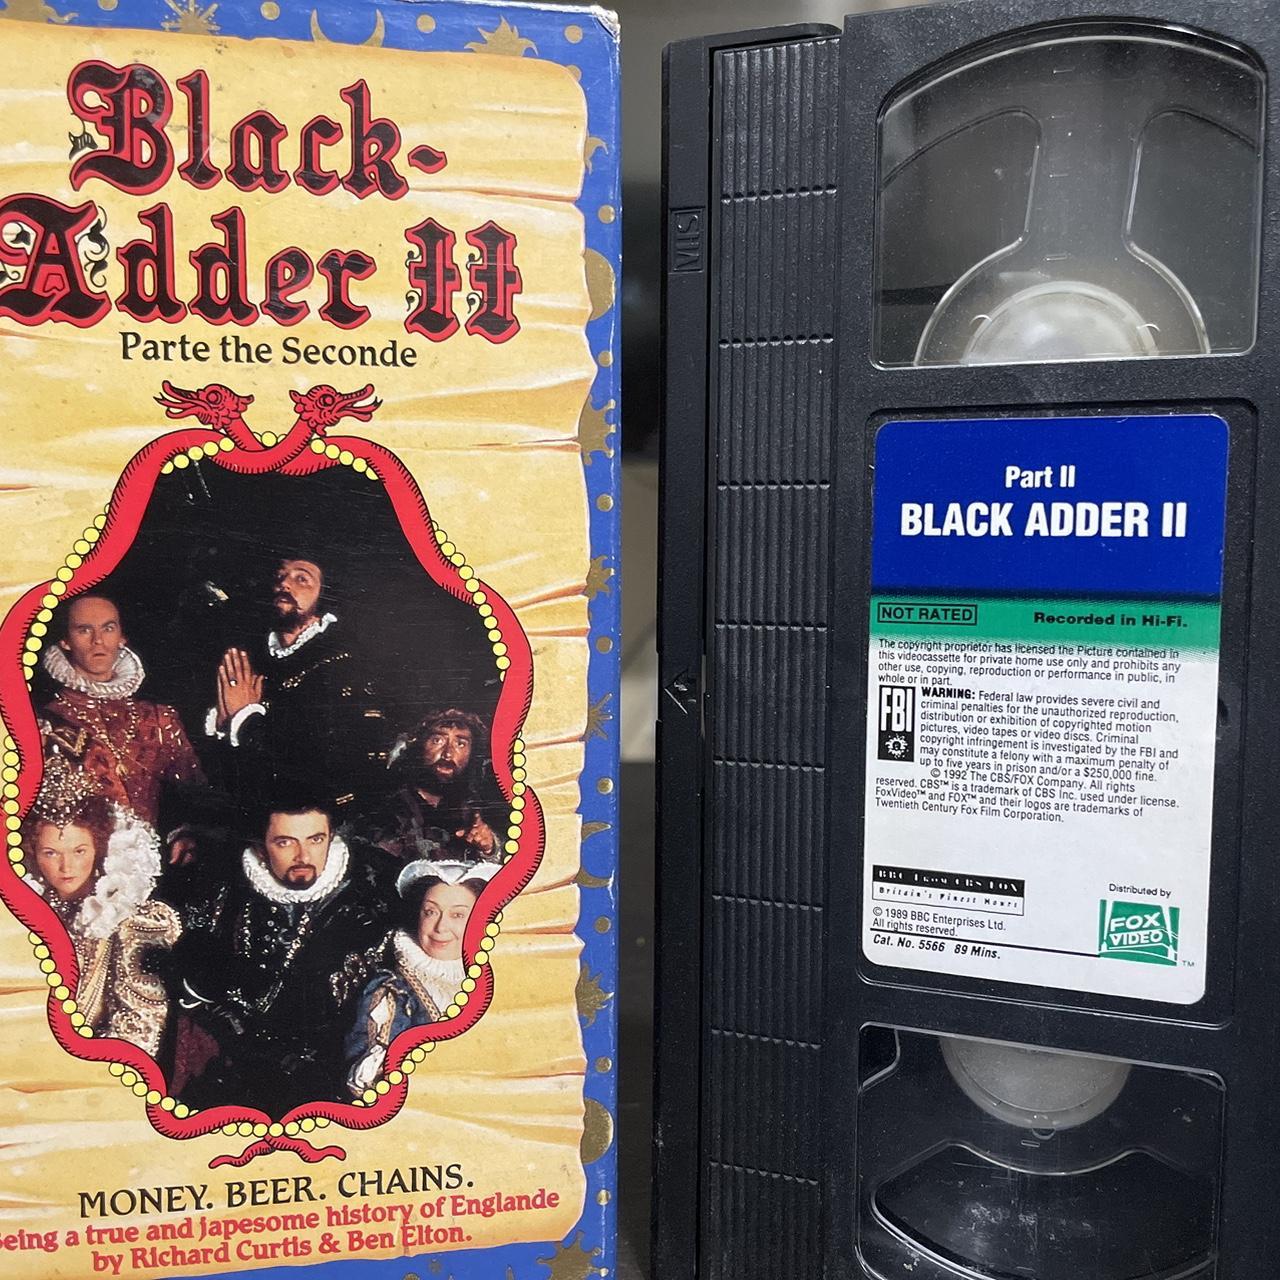 Black-
Adder II
Parte the Seconde
MONEY. BEER. CHAINS.
Being a true and japesome history of Englande
by Richard Curtis & Ben Elton.
VHS
Part II
BLACK ADDER II
NOT RATED
Recorded in Hi-Fi.
The copyright proprietor has licensed the Picture contained in
this videocassette for private home use only and prohibits any
other use, copying, reproduction or performance in public, in
whole or in part.
FBI
WARNING: Federal law provides severe civil and
criminal penalties for the unauthorized reproduction,
distribution or exhibition of copyrighted motion
pictures, video tapes or video discs. Criminal
copyright infringement is investigated by the FBI and
may constitute a felony with a maximum penalty of
up to five years in prison and/or a $250,000 fine.
© 1992 The CBS/FOX Company. All rights
reserved. CBS™ is a trademark of CBS Inc. used under license.
FoxVideo™ and FOX™ and their logos are trademarks of
Twentieth Century Fox Film Corporation.
BBC From CBS FOX
Britain's Finest Hours
© 1989 BBC Enterprises Ltd.
All rights reserved.
Cat. No. 5566 89 Mins.
Distributed by
FOX
VIDEO
TM